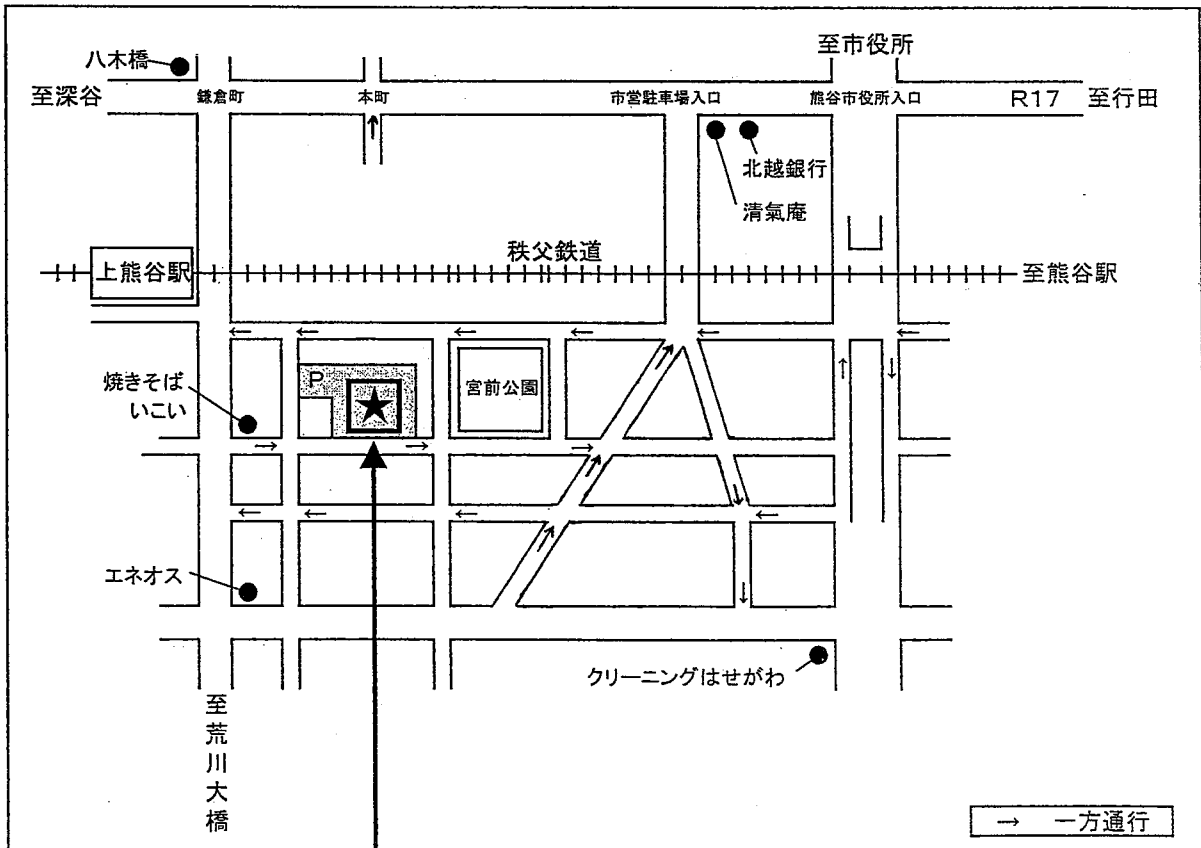 至市役所
八木橋
至深谷
鎌倉町
本町
市営駐車場入口
熊谷市役所入口
R17
至行田
北越銀行
清氣庵
秩父鉄道
上熊谷駅
至熊谷駅
P
宮前公園
焼きそば
いこい
エネオス
クリーニングはせがわ
至荒川大橋
→ 一方通行